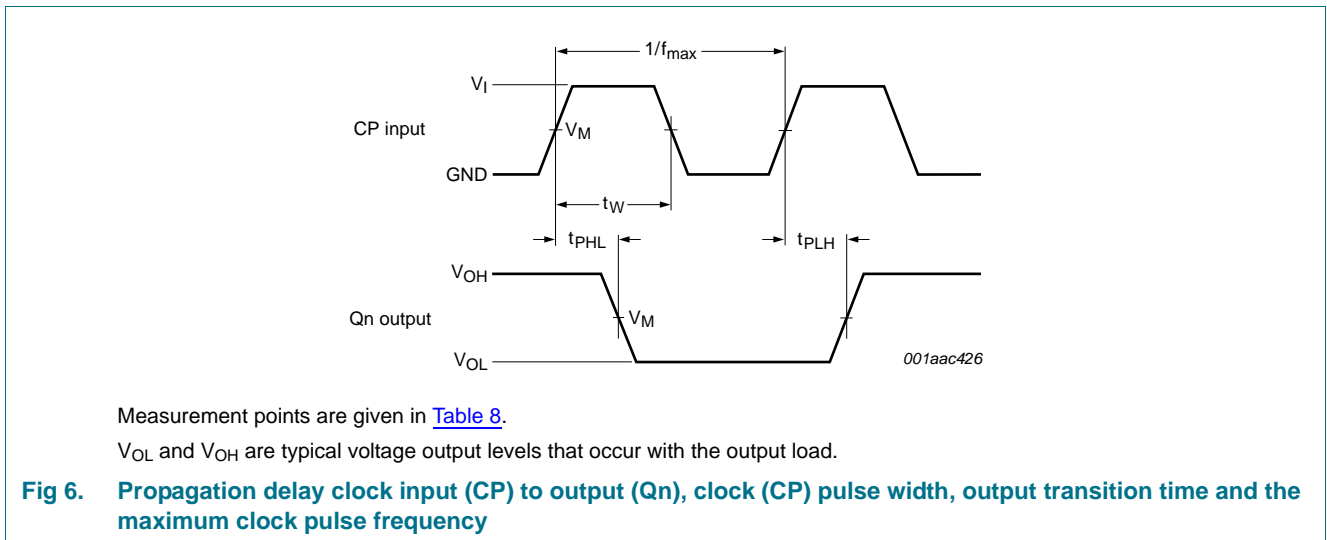 1/fmax
VI
CP input
VM
GND
tW
tPHL
tPLH
VOH
Qn output
VM
VOL
001aac426
Measurement points are given in Table 8.
VOL and VOH are typical voltage output levels that occur with the output load.
Fig 6. Propagation delay clock input (CP) to output (Qn), clock (CP) pulse width, output transition time and the
maximum clock pulse frequency